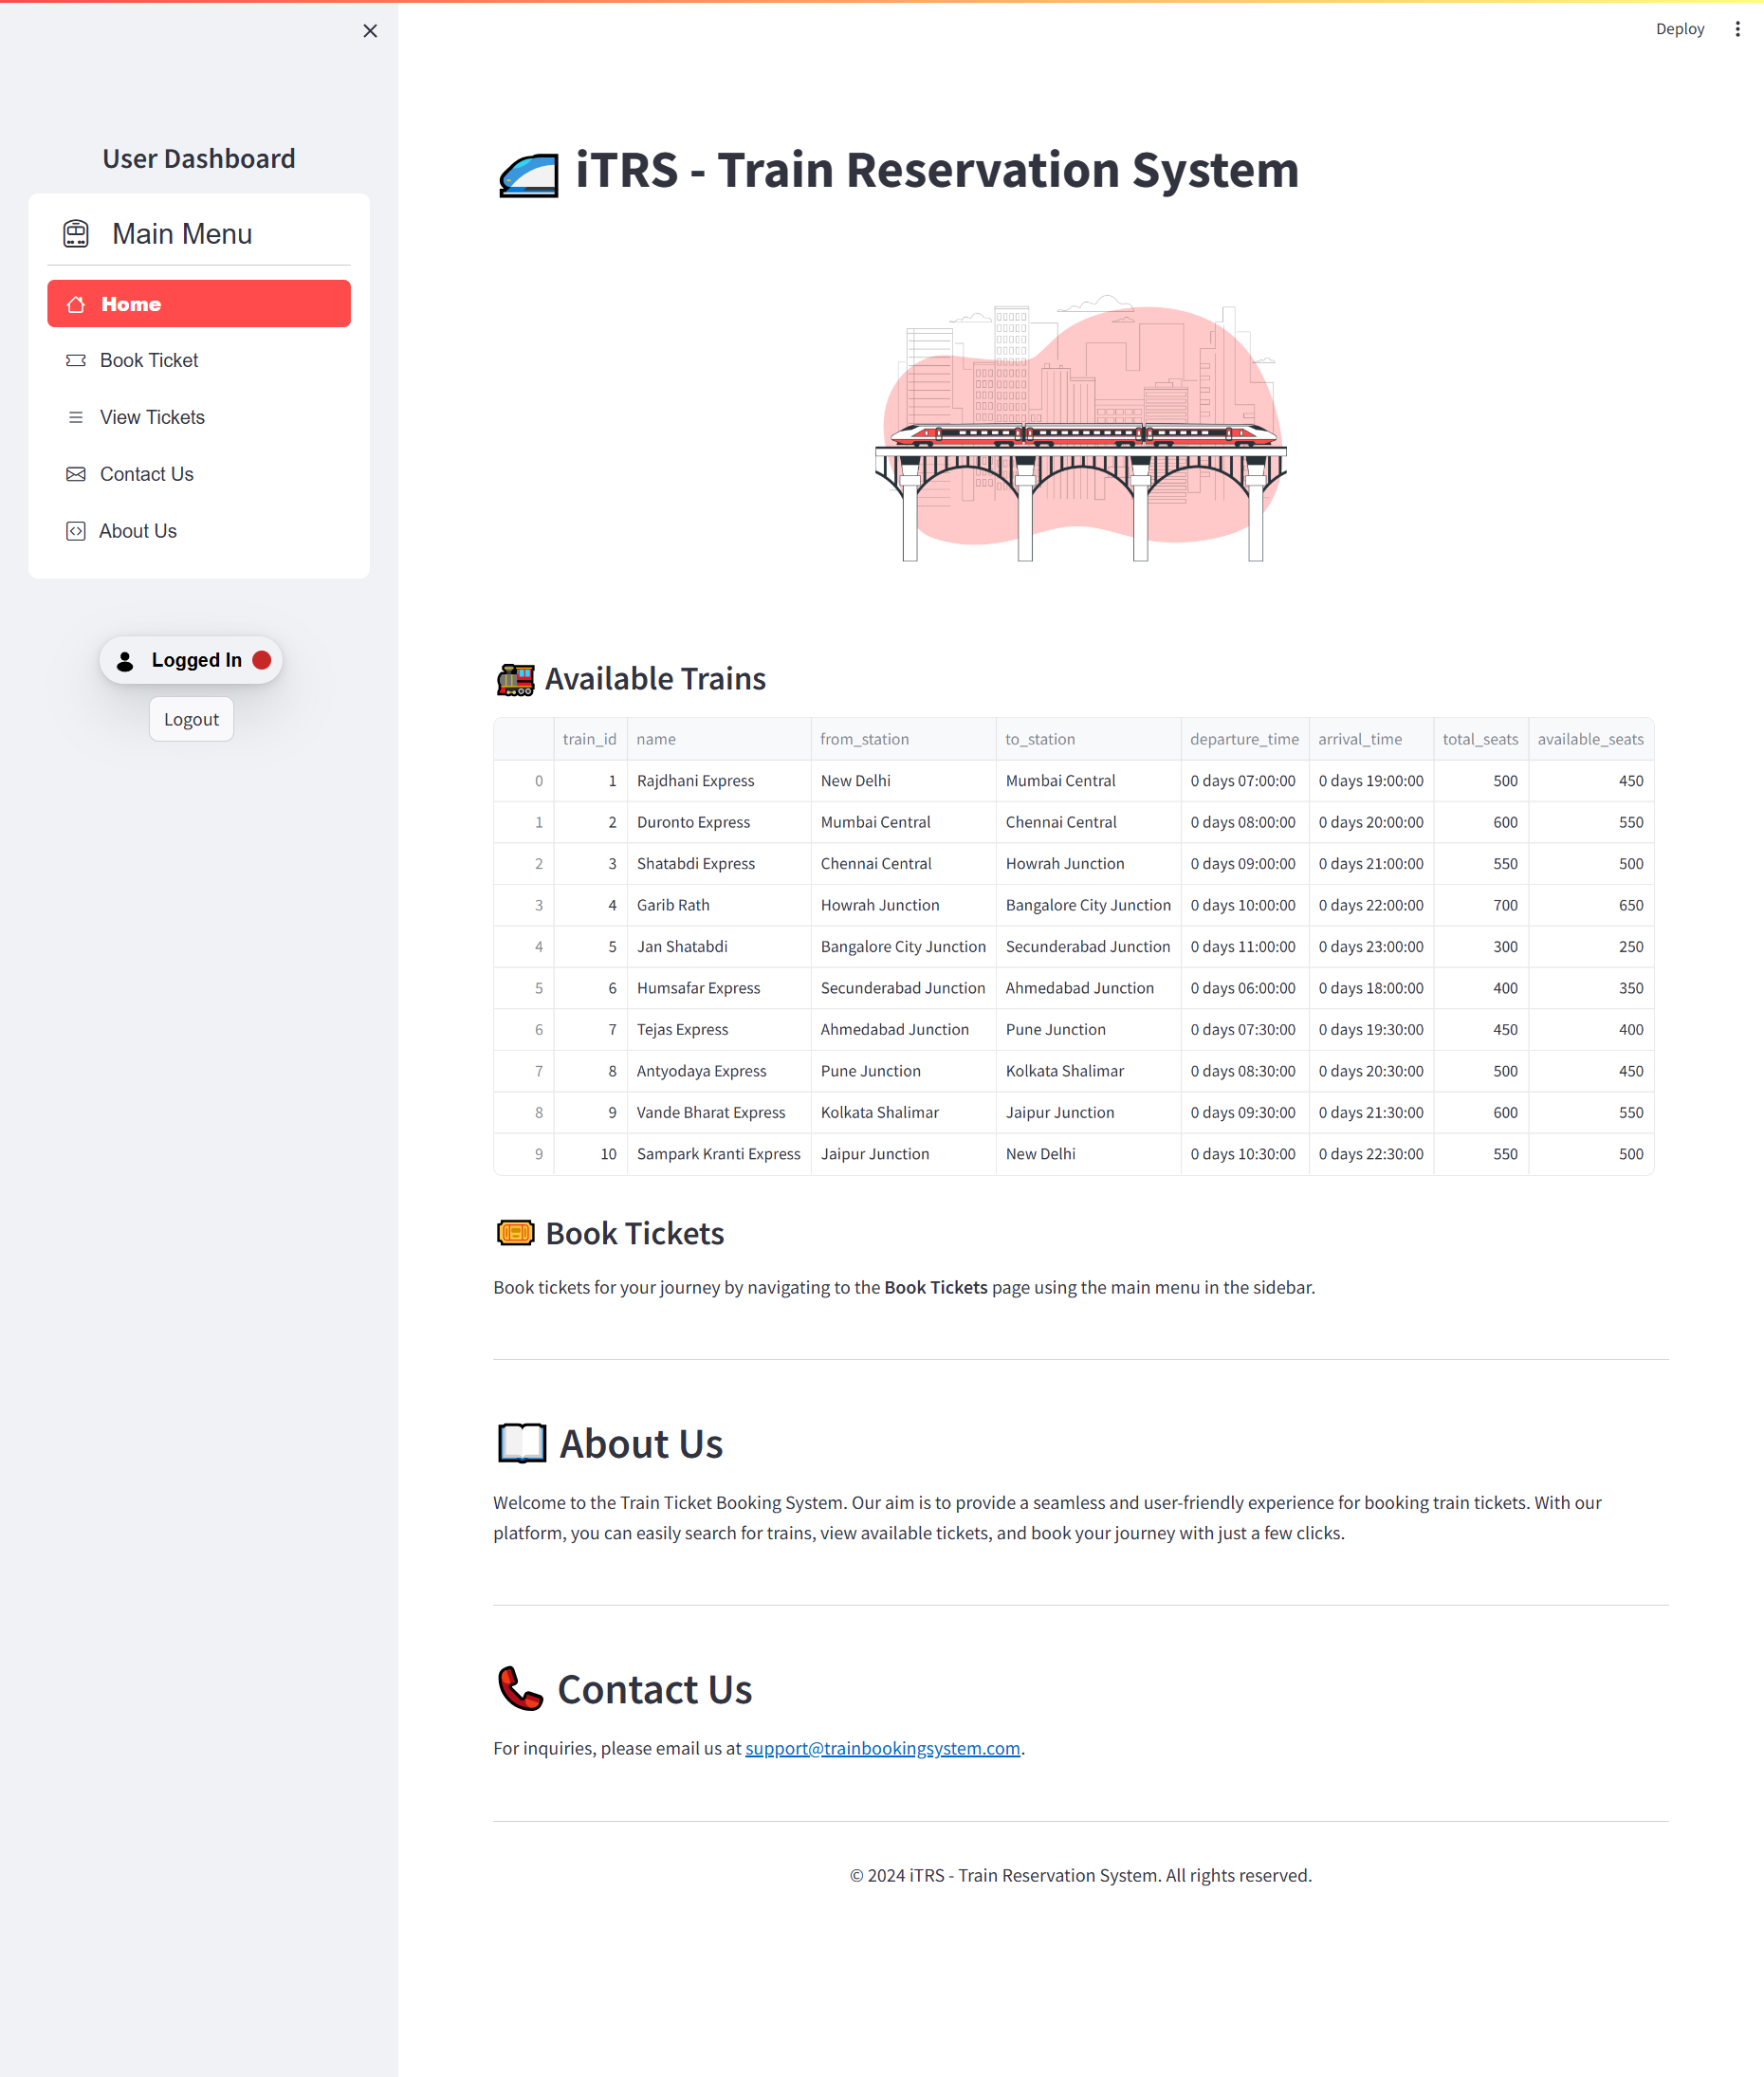 Deploy
User Dashboard
Main Menu
Home
Book Ticket
View Tickets
Contact Us
About Us
Logged In
Logout
iTRS - Train Reservation System
Available Trains
train_id name from_station to_station departure_time arrival_time total_seats available_seats
0 1 Rajdhani Express New Delhi Mumbai Central 0 days 07:00:00 0 days 19:00:00 500 450
1 2 Duronto Express Mumbai Central Chennai Central 0 days 08:00:00 0 days 20:00:00 600 550
2 3 Shatabdi Express Chennai Central Howrah Junction 0 days 09:00:00 0 days 21:00:00 550 500
3 4 Garib Rath Howrah Junction Bangalore City Junction 0 days 10:00:00 0 days 22:00:00 700 650
4 5 Jan Shatabdi Bangalore City Junction Secunderabad Junction 0 days 11:00:00 0 days 23:00:00 300 250
5 6 Humsafar Express Secunderabad Junction Ahmedabad Junction 0 days 06:00:00 0 days 18:00:00 400 350
6 7 Tejas Express Ahmedabad Junction Pune Junction 0 days 07:30:00 0 days 19:30:00 450 400
7 8 Antyodaya Express Pune Junction Kolkata Shalimar 0 days 08:30:00 0 days 20:30:00 500 450
8 9 Vande Bharat Express Kolkata Shalimar Jaipur Junction 0 days 09:30:00 0 days 21:30:00 600 550
9 10 Sampark Kranti Express Jaipur Junction New Delhi 0 days 10:30:00 0 days 22:30:00 550 500
Book Tickets
Book tickets for your journey by navigating to the Book Tickets page using the main menu in the sidebar.
About Us
Welcome to the Train Ticket Booking System. Our aim is to provide a seamless and user-friendly experience for booking train tickets. With our
platform, you can easily search for trains, view available tickets, and book your journey with just a few clicks.
Contact Us
For inquiries, please email us at support@trainbookingsystem.com.
© 2024 iTRS - Train Reservation System. All rights reserved.